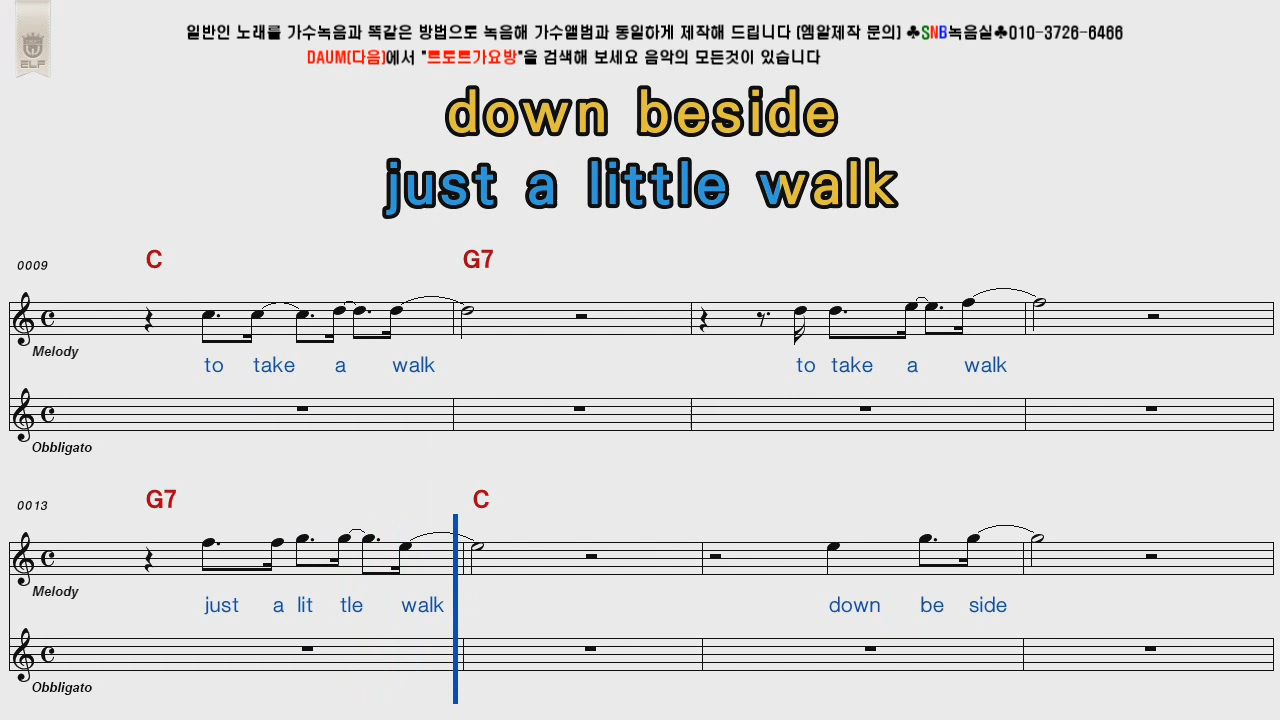 일반인 노래를 가수녹음과 똑같은 방법으로 녹음해 가수앨범과 동일하게 제작해 드립니다 (엠알제작 문의) ♣SNB녹음실♣010-3726-6466
DAUM(다음)에서 "트로트가요방"을 검색해 보세요 음악의 모든것이 있습니다
ELF
down beside
just a little walk
0009 C G7
Melody
to take a walk to take a walk
Obbligato
0013 G7 C
Melody
just a lit tle walk down be side
Obbligato